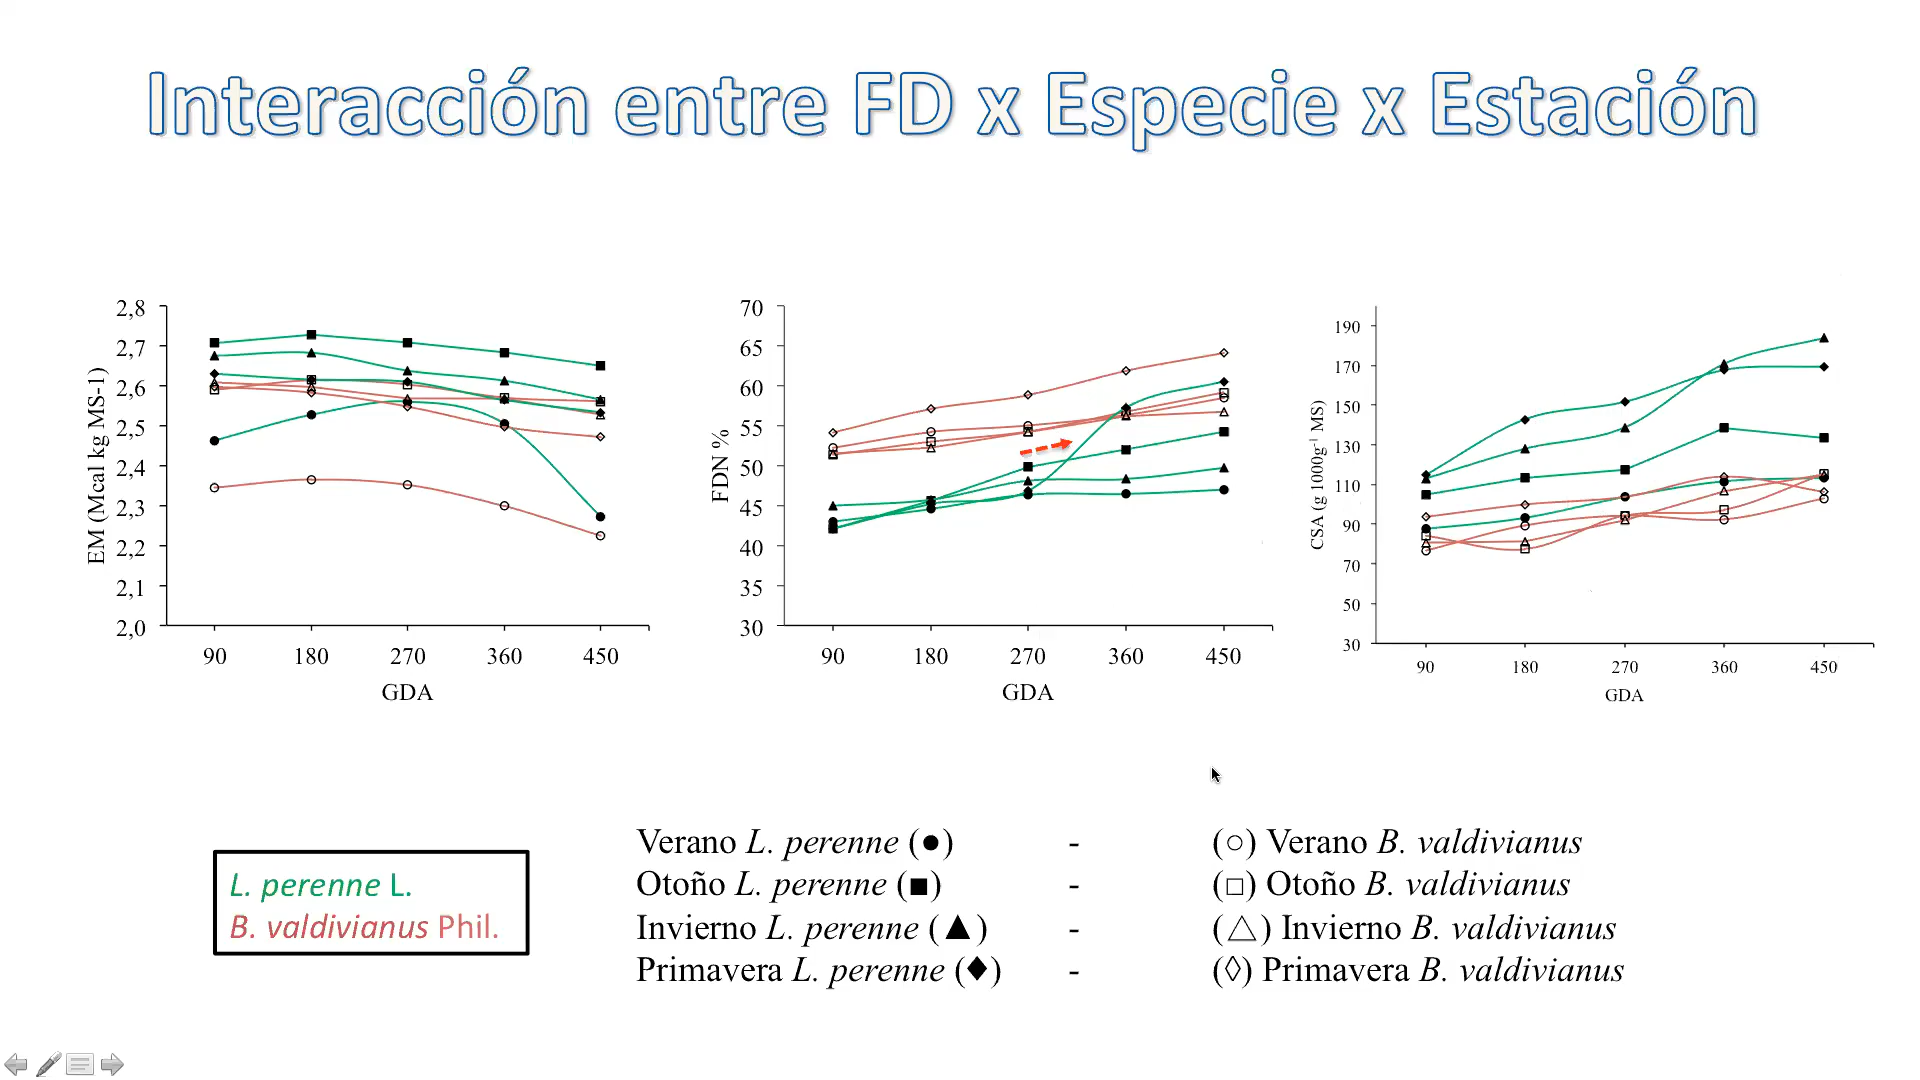 Interacción entre FD x Especie x Estación
EM (Mcal kg MS-1)
2,8
2,7
2,6
2,5
2,4
2,3
2,2
2,1
2,0
90 180 270 360 450
GDA
FDN %
70
65
60
55
50
45
40
35
30
90 180 270 360 450
GDA
CSA (g 1000g⁻¹ MS)
190
170
150
130
110
90
70
50
30
90 180 270 360 450
GDA
L. perenne L.
B. valdivianus Phil.
Verano L. perenne (●) - (○) Verano B. valdivianus
Otoño L. perenne (■) - (□) Otoño B. valdivianus
Invierno L. perenne (▲) - (△) Invierno B. valdivianus
Primavera L. perenne (♦) - (◊) Primavera B. valdivianus